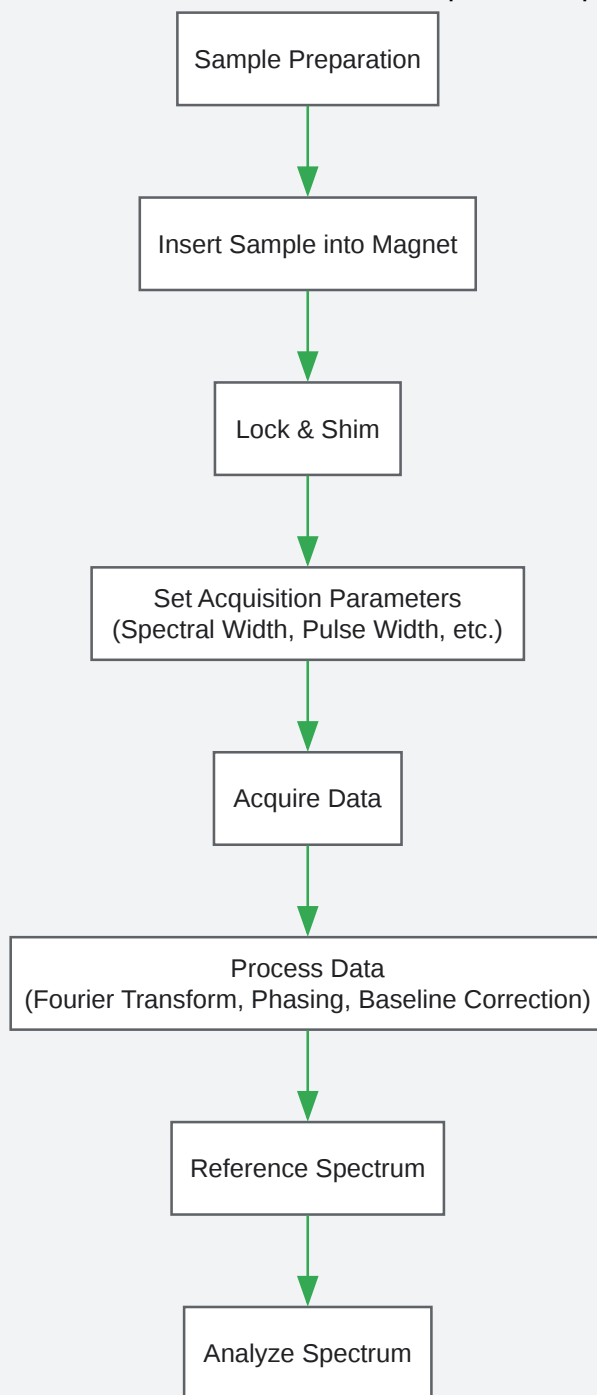 Sample Preparation
Insert Sample into Magnet
Lock & Shim
Set Acquisition Parameters
(Spectral Width, Pulse Width, etc.)
Acquire Data
Process Data
(Fourier Transform, Phasing, Baseline Correction)
Reference Spectrum
Analyze Spectrum